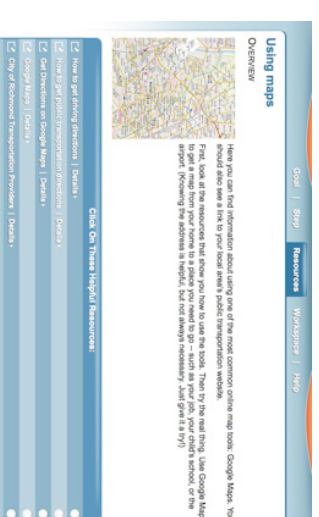 Goal | Step | Resources | Workspace | Help
Using maps
OVERVIEW
Here you can find information about using one of the most common online map tools: Google Maps. Yo
should also see a link to your local area's public transportation website.
First, look at the resources that show you how to use the tools. Then try the real thing. Use Google Map
to get a map from your home to a place you need to go – such as your job, your child's school, or the
airport. (Knowing the address is helpful, but not always necessary. Just give it a try!)
Click On These Helpful Resources:
How to get driving directions | Details ›
How to get public transportation directions | Details ›
Get Directions on Google Maps | Details ›
Google Maps | Details ›
City of Richmond Transportation Providers | Details ›